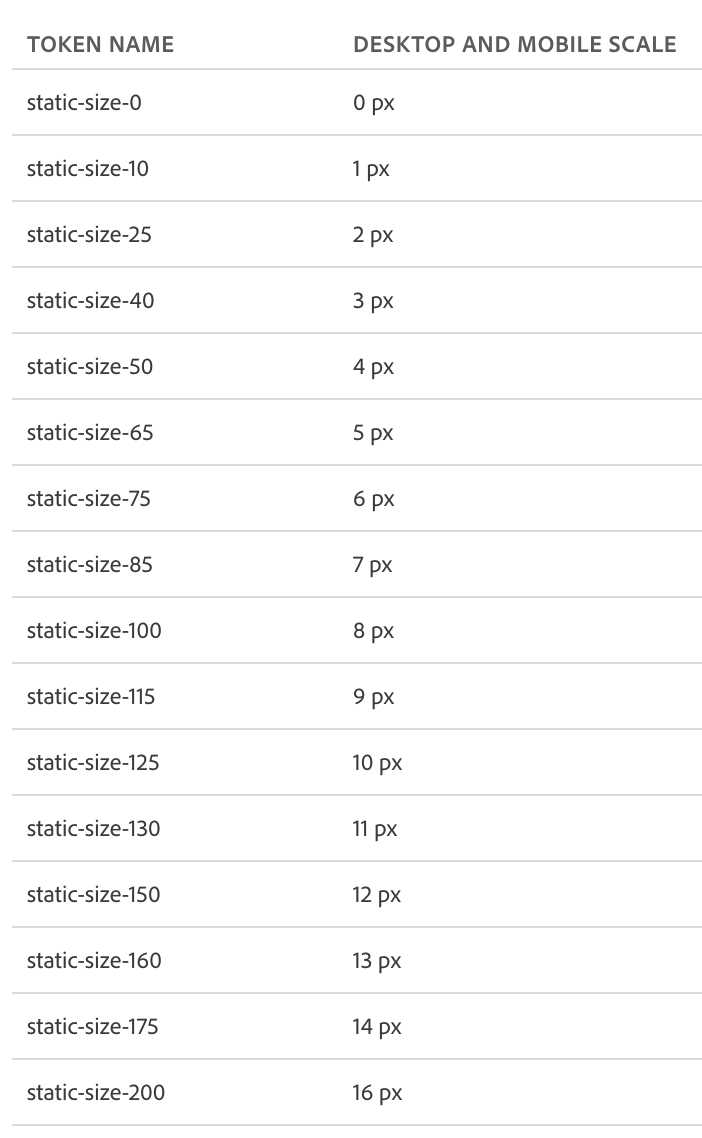 TOKEN NAME DESKTOP AND MOBILE SCALE
static-size-0 0 px
static-size-10 1 px
static-size-25 2 px
static-size-40 3 px
static-size-50 4 px
static-size-65 5 px
static-size-75 6 px
static-size-85 7 px
static-size-100 8 px
static-size-115 9 px
static-size-125 10 px
static-size-130 11 px
static-size-150 12 px
static-size-160 13 px
static-size-175 14 px
static-size-200 16 px